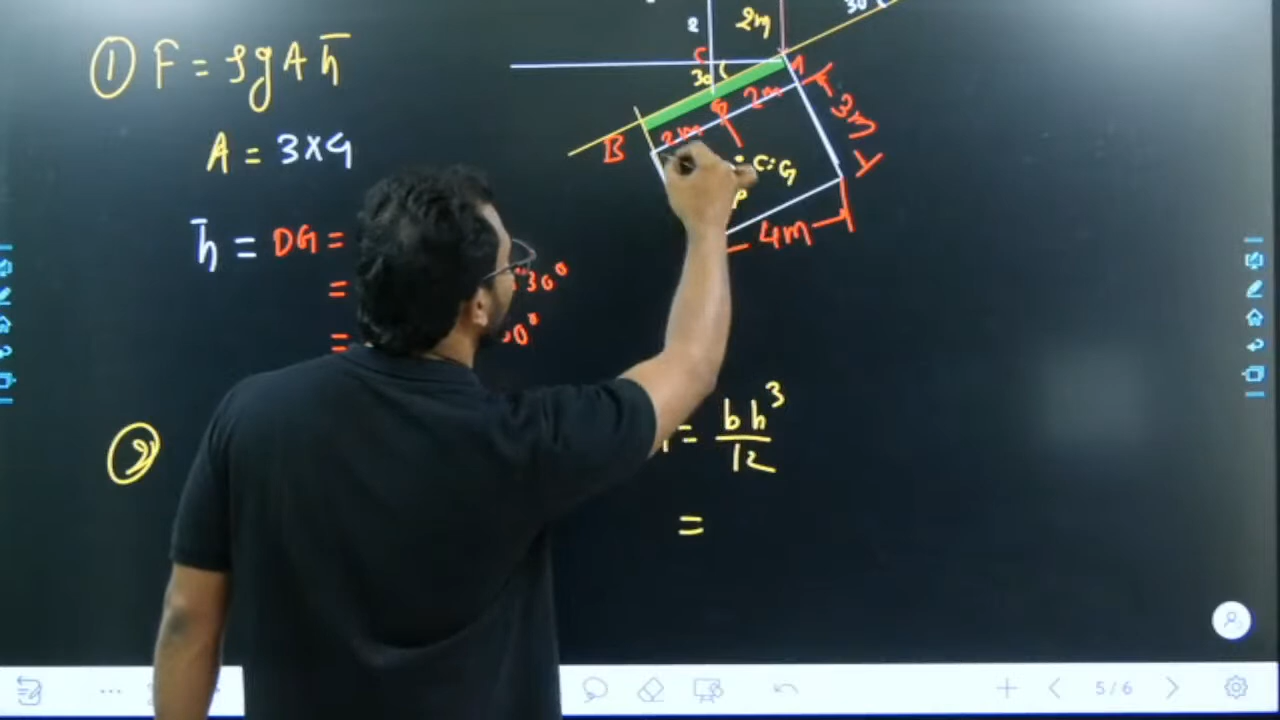 2
2m
30
① F = ρgA h̄
C
A
30
2m
3m
A = 3×4
G
2m
B
C:G
P
h̄ = DG =
4m
= 30°
= 0°
= bh³/12
②
=
5/6